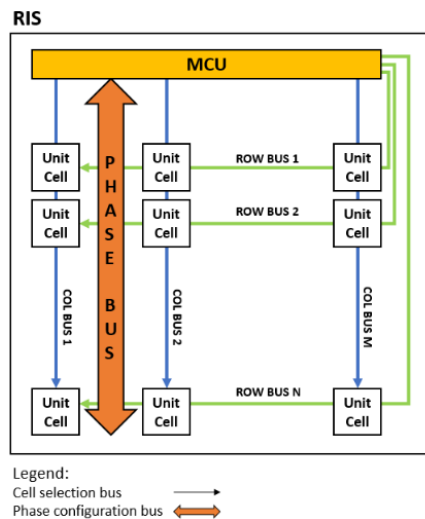 RIS
MCU
Unit
Cell
Unit
Cell
Unit
Cell
ROW BUS 1
Unit
Cell
Unit
Cell
Unit
Cell
ROW BUS 2
PHASE BUS
COL BUS 1
COL BUS 2
COL BUS M
ROW BUS N
Unit
Cell
Unit
Cell
Unit
Cell
Legend:
Cell selection bus
Phase configuration bus